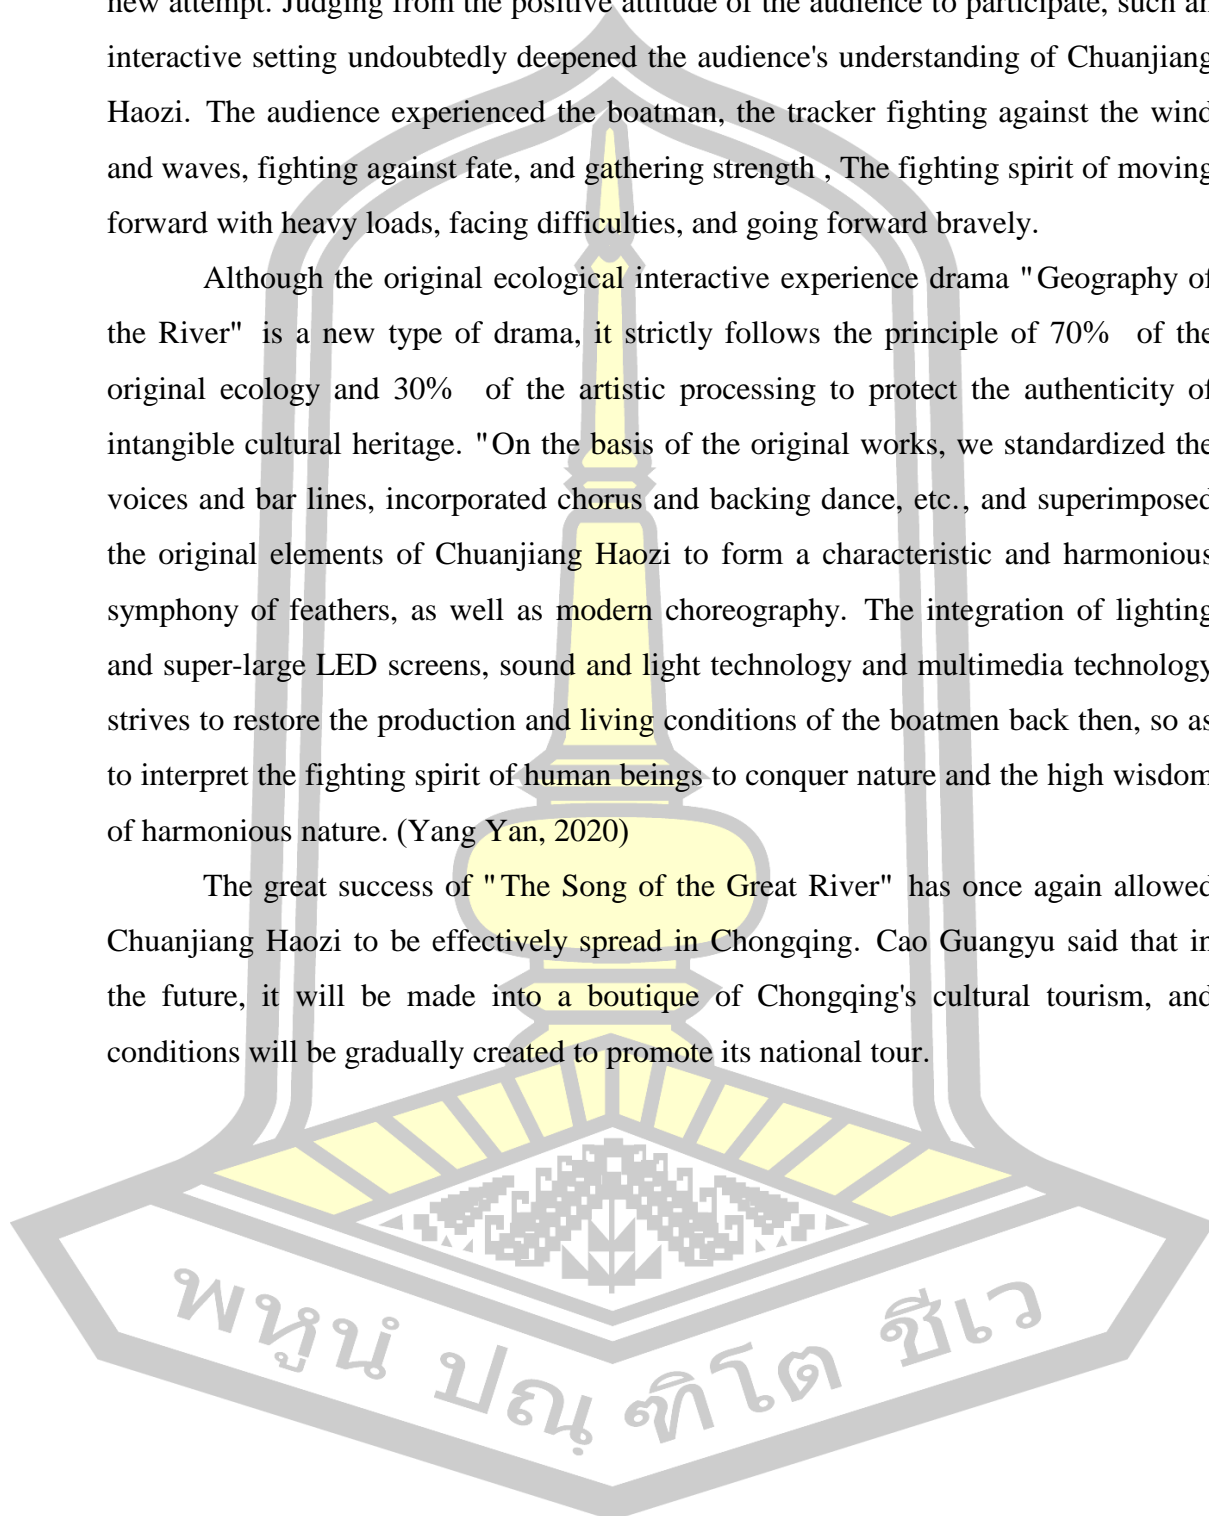 new attempt. Judging from the positive attitude of the audience to participate, such an
interactive setting undoubtedly deepened the audience's understanding of Chuanjiang
Haozi. The audience experienced the boatman, the tracker fighting against the wind
and waves, fighting against fate, and gathering strength , The fighting spirit of moving
forward with heavy loads, facing difficulties, and going forward bravely.
Although the original ecological interactive experience drama "Geography of
the River" is a new type of drama, it strictly follows the principle of 70% of the
original ecology and 30% of the artistic processing to protect the authenticity of
intangible cultural heritage. "On the basis of the original works, we standardized the
voices and bar lines, incorporated chorus and backing dance, etc., and superimposed
the original elements of Chuanjiang Haozi to form a characteristic and harmonious
symphony of feathers, as well as modern choreography. The integration of lighting
and super-large LED screens, sound and light technology and multimedia technology
strives to restore the production and living conditions of the boatmen back then, so as
to interpret the fighting spirit of human beings to conquer nature and the high wisdom
of harmonious nature. (Yang Yan, 2020)
The great success of "The Song of the Great River" has once again allowed
Chuanjiang Haozi to be effectively spread in Chongqing. Cao Guangyu said that in
the future, it will be made into a boutique of Chongqing's cultural tourism, and
conditions will be gradually created to promote its national tour.
พหูนํ ปณฺ ฑิโต ชีเว